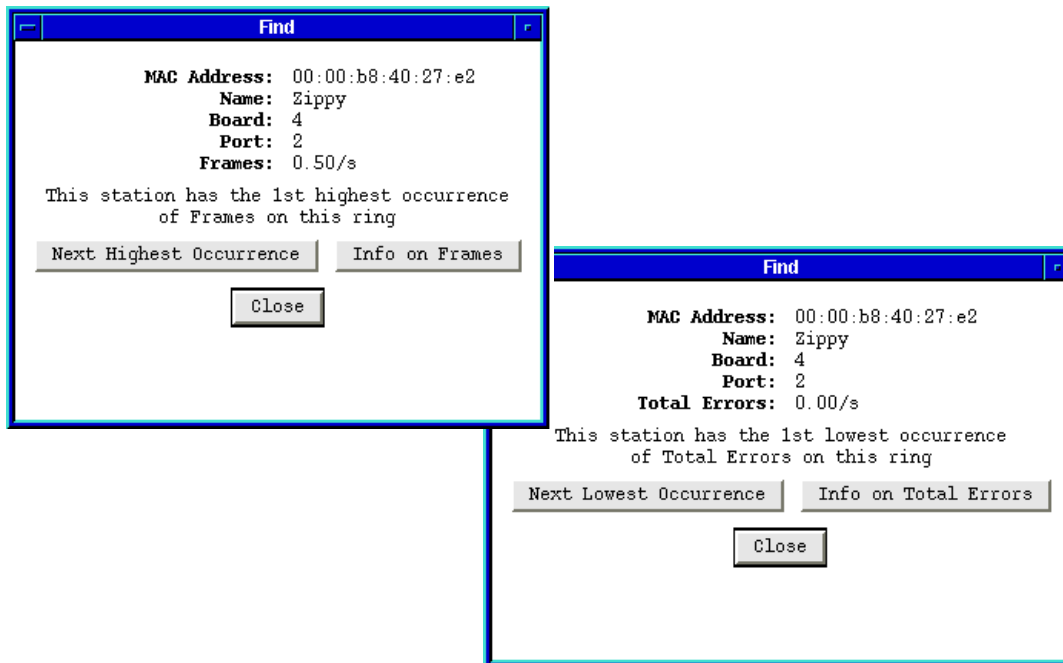 Find
MAC Address: 00:00:b8:40:27:e2
Name: Zippy
Board: 4
Port: 2
Frames: 0.50/s
This station has the 1st highest occurrence
of Frames on this ring
Next Highest Occurrence Info on Frames
Close
Find
MAC Address: 00:00:b8:40:27:e2
Name: Zippy
Board: 4
Port: 2
Total Errors: 0.00/s
This station has the 1st lowest occurrence
of Total Errors on this ring
Next Lowest Occurrence Info on Total Errors
Close